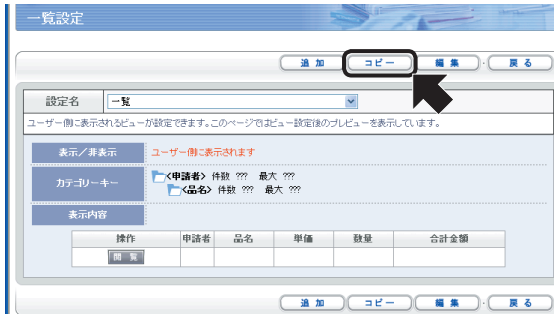 一覧設定
追加 コピー 編集 戻る
設定名 一覧
ユーザー側に表示されるビューが設定できます。このページではビュー設定後のプレビューを表示しています。
表示／非表示 ユーザー側に表示されます
カテゴリーキー <申請者> 件数 ??? 最大 ???
<品名> 件数 ??? 最大 ???
表示内容
操作 申請者 品名 単価 数量 合計金額
閲覧
追加 コピー 編集 戻る